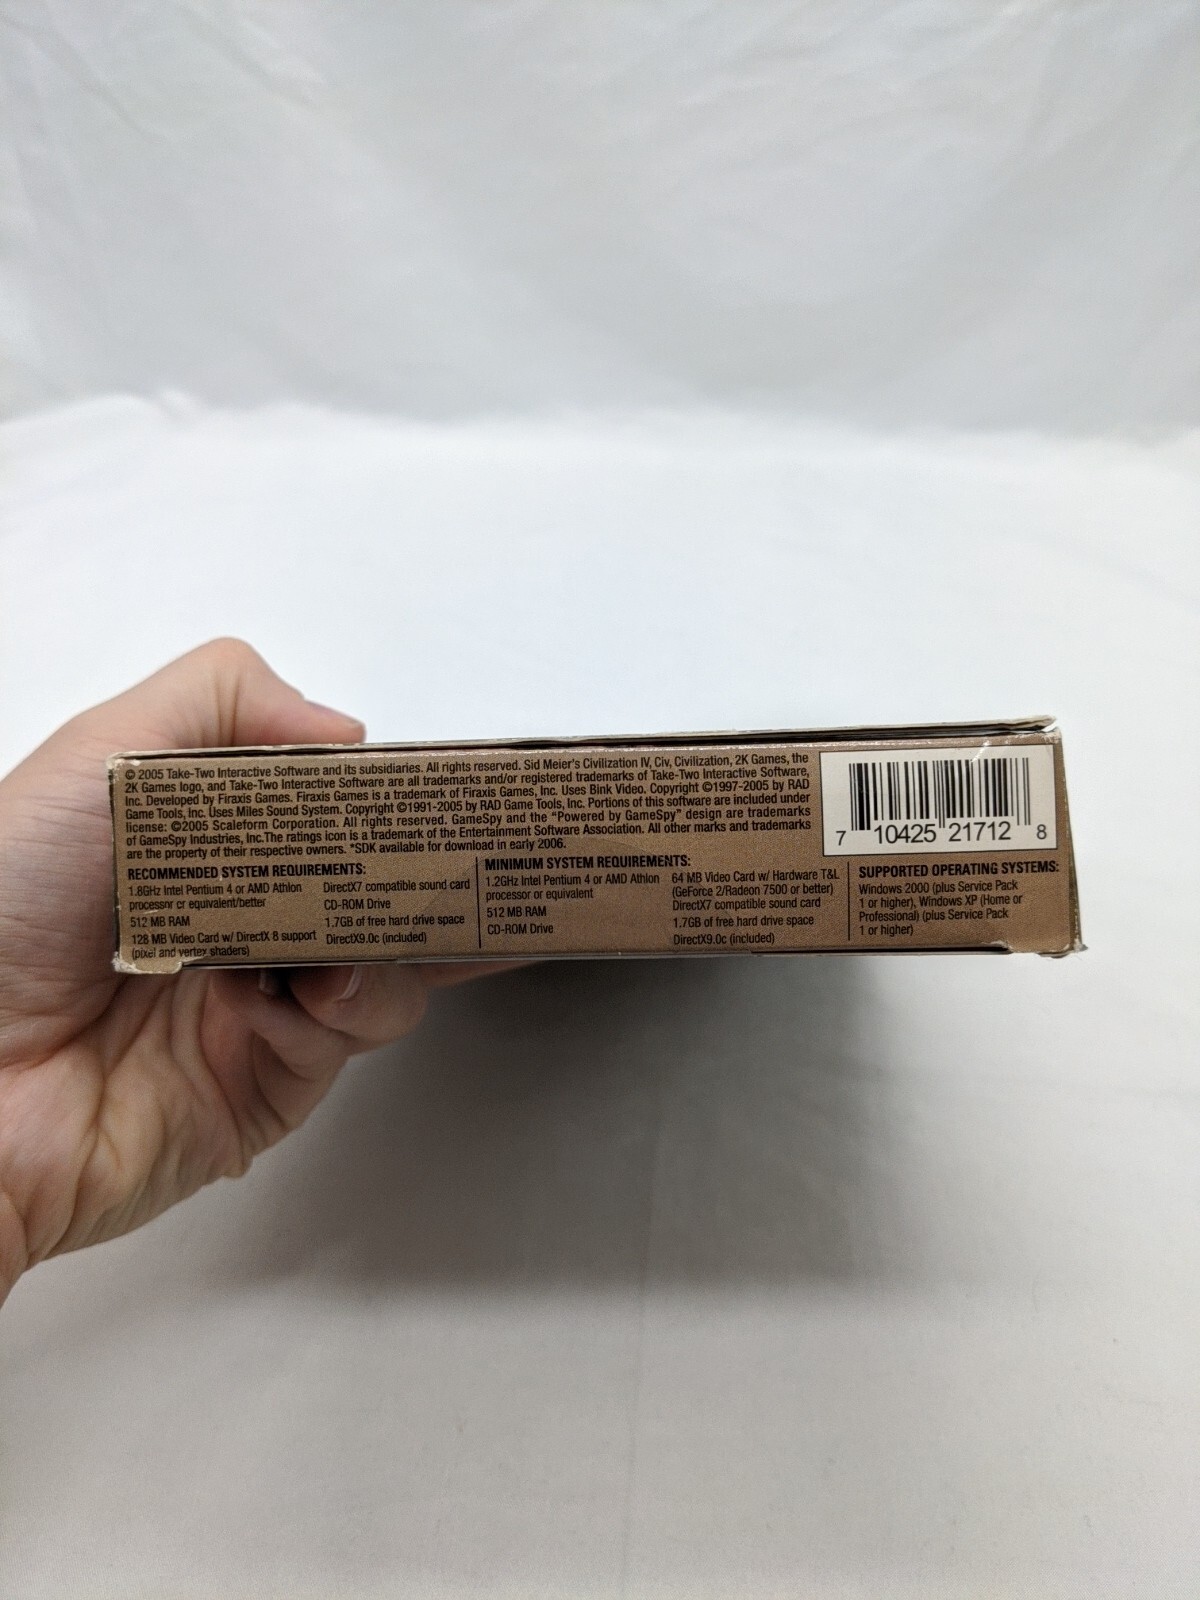 © 2005 Take-Two Interactive Software and its subsidiaries. All rights reserved. Sid Meier's Civilization IV, Civ, Civilization, 2K Games, the
2K Games logo, and Take-Two Interactive Software are all trademarks and/or registered trademarks of Take-Two Interactive Software,
Inc. Developed by Firaxis Games. Firaxis Games is a trademark of Firaxis Games, Inc. Uses Bink Video. Copyright ©1997-2005 by RAD
Game Tools, Inc. Uses Miles Sound System. Copyright ©1991-2005 by RAD Game Tools, Inc. Portions of this software are included under
license: ©2005 Scaleform Corporation. All rights reserved. GameSpy and the "Powered by GameSpy" design are trademarks
of GameSpy Industries, Inc.The ratings icon is a trademark of the Entertainment Software Association. All other marks and trademarks
are the property of their respective owners. *SDK available for download in early 2006.
7 10425 21712 8
RECOMMENDED SYSTEM REQUIREMENTS:
1.8GHz Intel Pentium 4 or AMD Athlon
processor or equivalent/better
512 MB RAM
128 MB Video Card w/ DirectX 8 support
(pixel and vertex shaders)
DirectX7 compatible sound card
CD-ROM Drive
1.7GB of free hard drive space
DirectX9.0c (included)
MINIMUM SYSTEM REQUIREMENTS:
1.2GHz Intel Pentium 4 or AMD Athlon
processor or equivalent
512 MB RAM
CD-ROM Drive
64 MB Video Card w/ Hardware T&L
(GeForce 2/Radeon 7500 or better)
DirectX7 compatible sound card
1.7GB of free hard drive space
DirectX9.0c (included)
SUPPORTED OPERATING SYSTEMS:
Windows 2000 (plus Service Pack
1 or higher), Windows XP (Home or
Professional) (plus Service Pack
1 or higher)